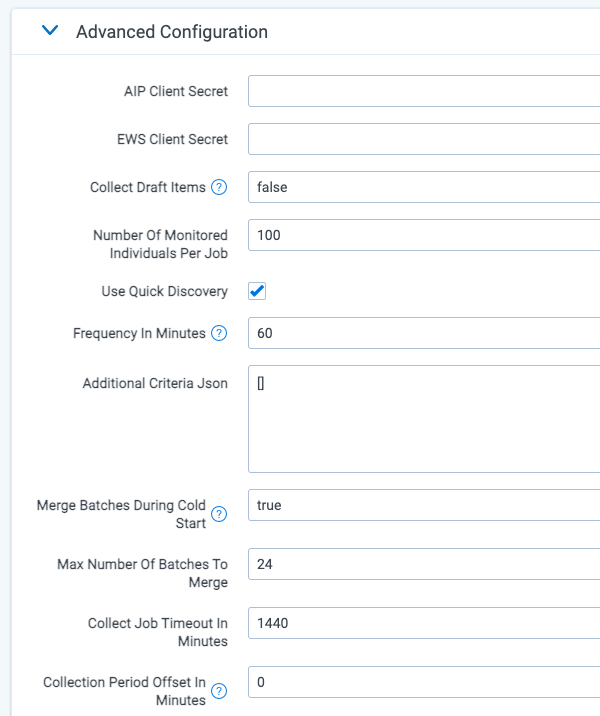 Advanced Configuration
AIP Client Secret
EWS Client Secret
Collect Draft Items ? false
Number Of Monitored
Individuals Per Job
100
Use Quick Discovery
Frequency In Minutes ? 60
Additional Criteria Json []
Merge Batches During Cold
Start ?
true
Max Number Of Batches To
Merge
24
Collect Job Timeout In
Minutes
1440
Collection Period Offset In
Minutes ?
0